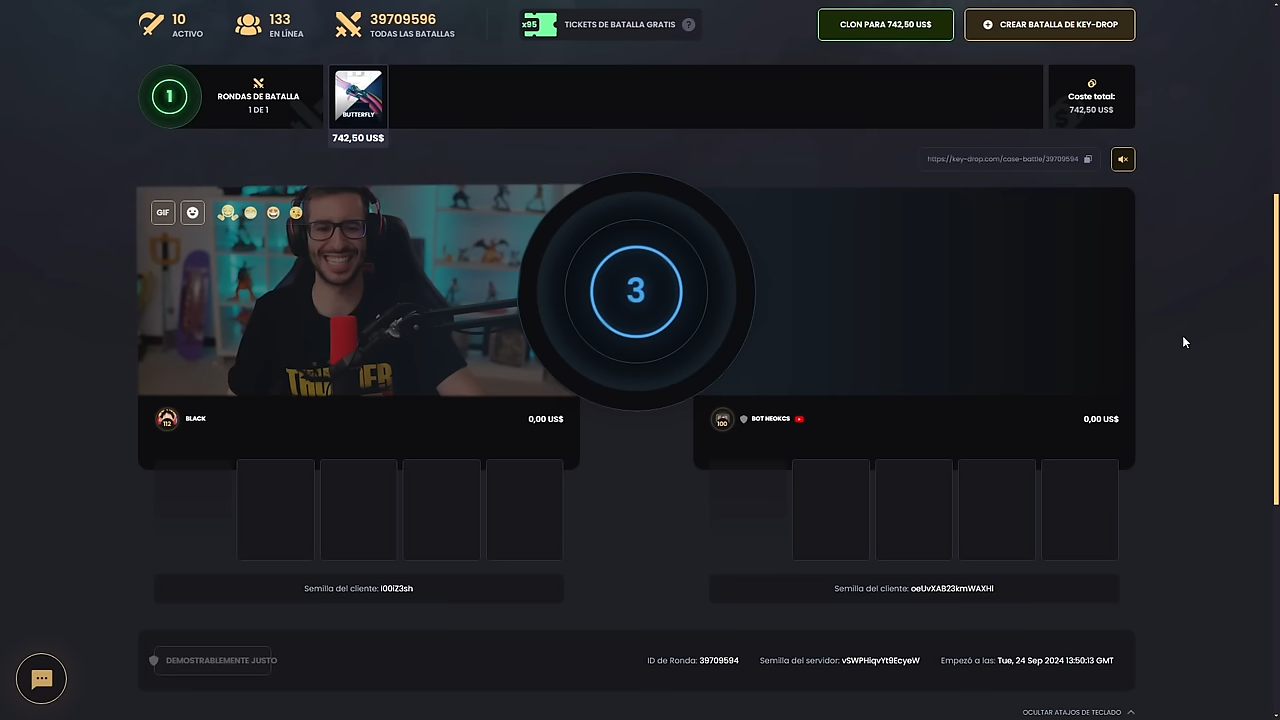 10
ACTIVO
133
EN LÍNEA
39709596
TODAS LAS BATALLAS
x95
TICKETS DE BATALLA GRATIS ?
CLON PARA 742,50 US$
CREAR BATALLA DE KEY-DROP
1
RONDAS DE BATALLA
1 DE 1
BUTTERFLY
742,50 US$
Coste total:
742,50 US$
https://key-drop.com/case-battle/39709594
GIF
3
112
BLACK
0,00 US$
100
BOT NEOKCS
0,00 US$
Semilla del cliente: l00iZ3sh
Semilla del cliente: oeUvXAB23kmWAXHl
DEMOSTRABLEMENTE JUSTO
ID de Ronda: 39709594
Semilla del servidor: vSWPHiqvYt9EcyeW
Empezó a las: Tue, 24 Sep 2024 13:50:13 GMT
OCULTAR ATAJOS DE TECLADO